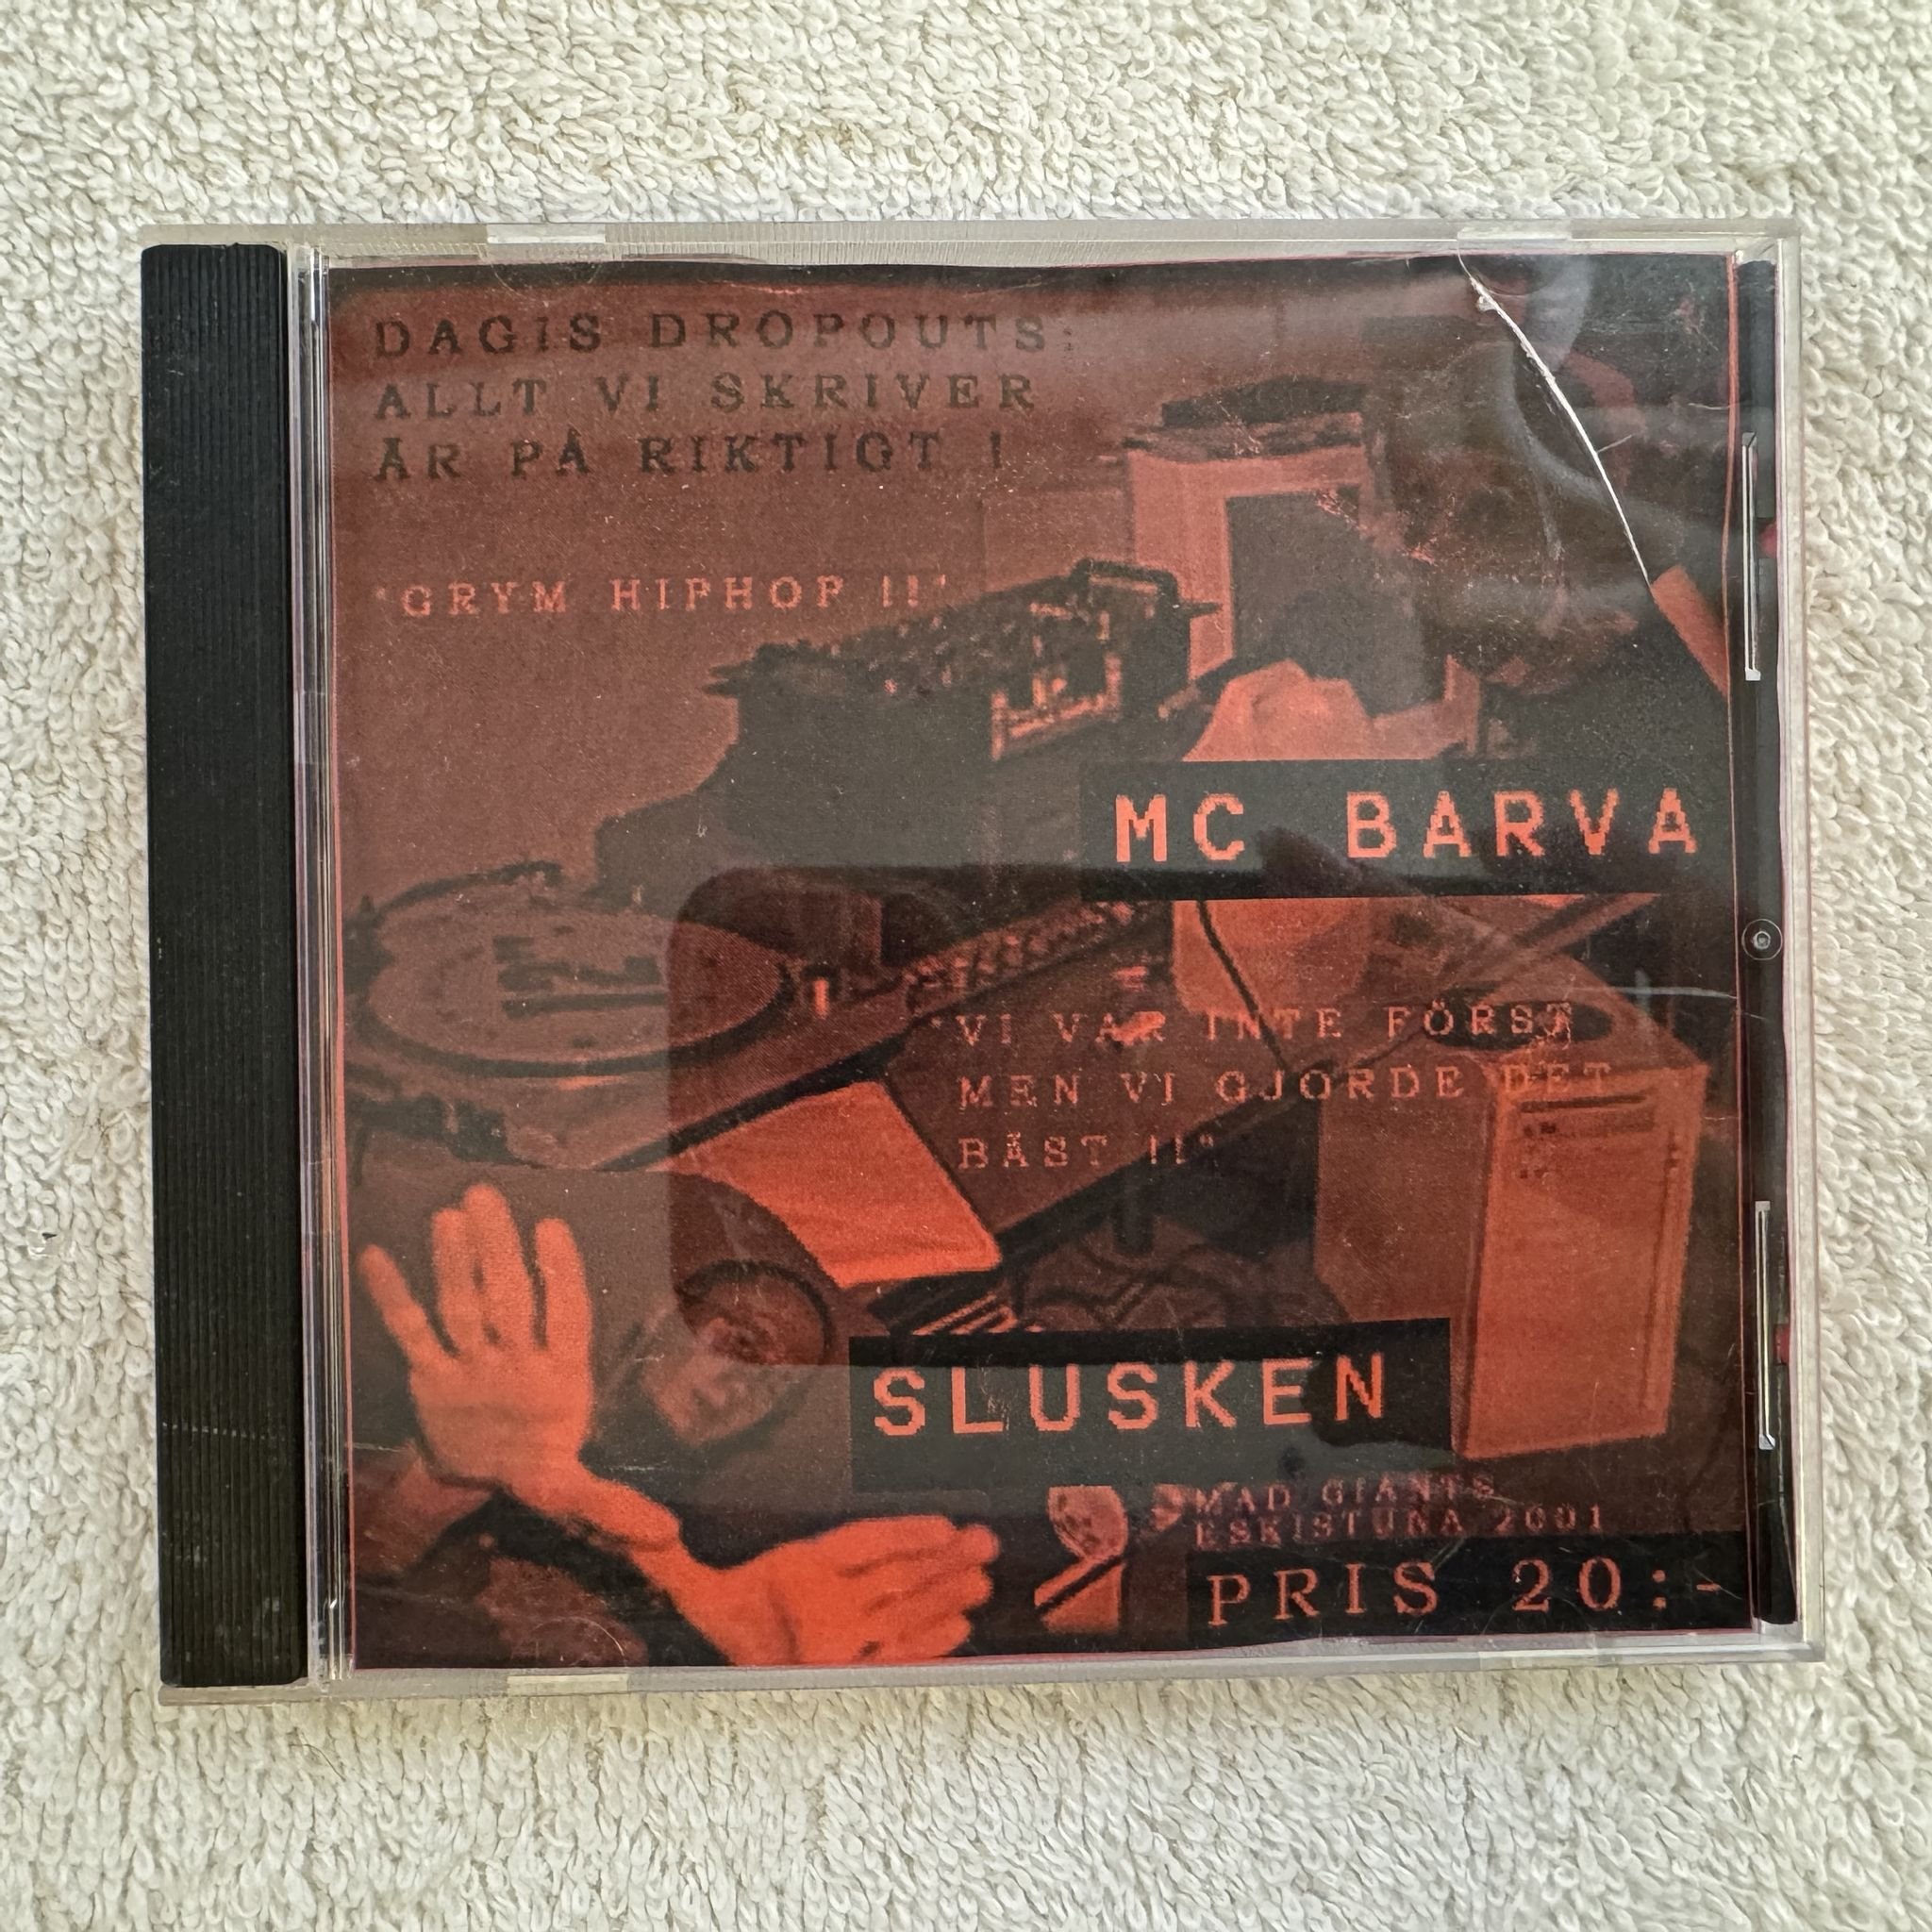 DAGIS DROPOUTS:
ALLT VI SKRIVER
ÄR PÅ RIKTIGT !
"GRYM HIPHOP !!"
MC BARVA
"VI VAR INTE FÖRST
MEN VI GJORDE DET
BÄST !!"
SLUSKEN
MAD GIANTS
ESKISTUNA 2001
PRIS 20:-